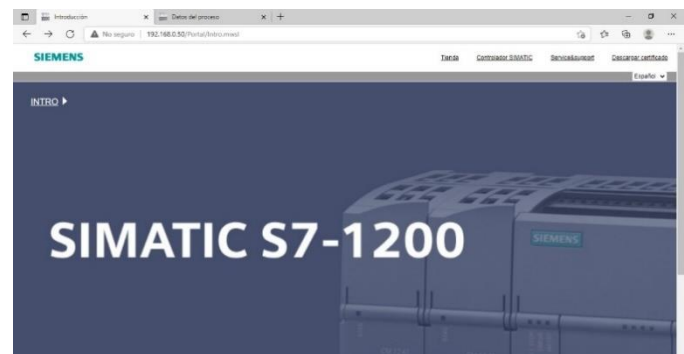 Introducción
Datos del proceso
No seguro
192.168.0.50/Portal/Intro.mwsl
SIEMENS
Tienda
Controlador SIMATIC
Service&support
Descargar certificado
Español
INTRO
SIMATIC S7-1200
SIEMENS